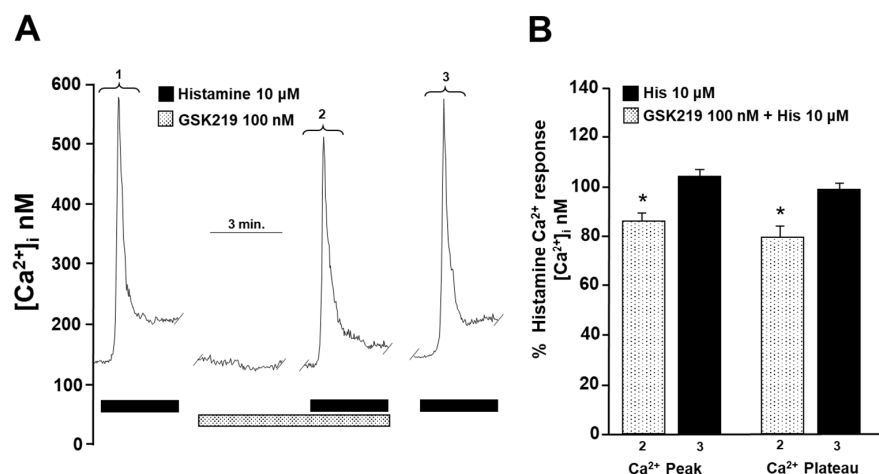 A
600
500
400
300
200
100
0
[Ca²⁺]ᵢ nM
1
2
3
Histamine 10 µM
GSK219 100 nM
3 min.
B
140
120
100
80
60
40
20
0
% Histamine Ca²⁺ response
[Ca²⁺]ᵢ nM
His 10 µM
GSK219 100 nM + His 10 µM
*
*
2 3 2 3
Ca²⁺ Peak Ca²⁺ Plateau